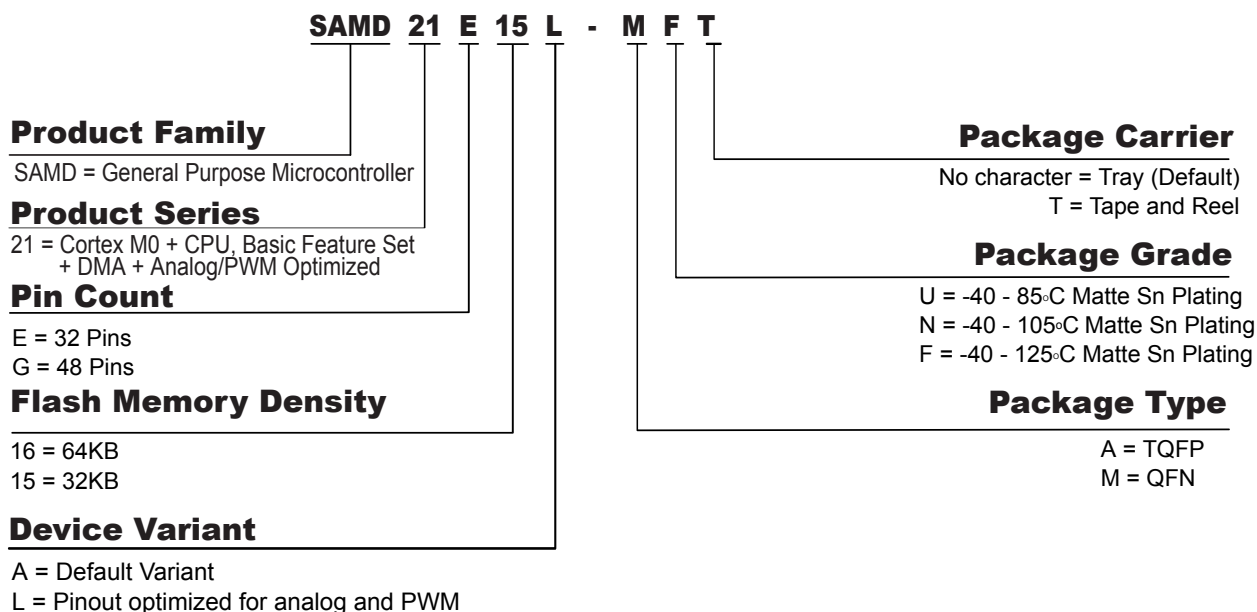 SAMD 21 E 15 L - M F T
Product Family
SAMD = General Purpose Microcontroller
Product Series
21 = Cortex M0 + CPU, Basic Feature Set
+ DMA + Analog/PWM Optimized
Pin Count
E = 32 Pins
G = 48 Pins
Flash Memory Density
16 = 64KB
15 = 32KB
Device Variant
A = Default Variant
L = Pinout optimized for analog and PWM
Package Carrier
No character = Tray (Default)
T = Tape and Reel
Package Grade
U = -40 - 85°C Matte Sn Plating
N = -40 - 105°C Matte Sn Plating
F = -40 - 125°C Matte Sn Plating
Package Type
A = TQFP
M = QFN